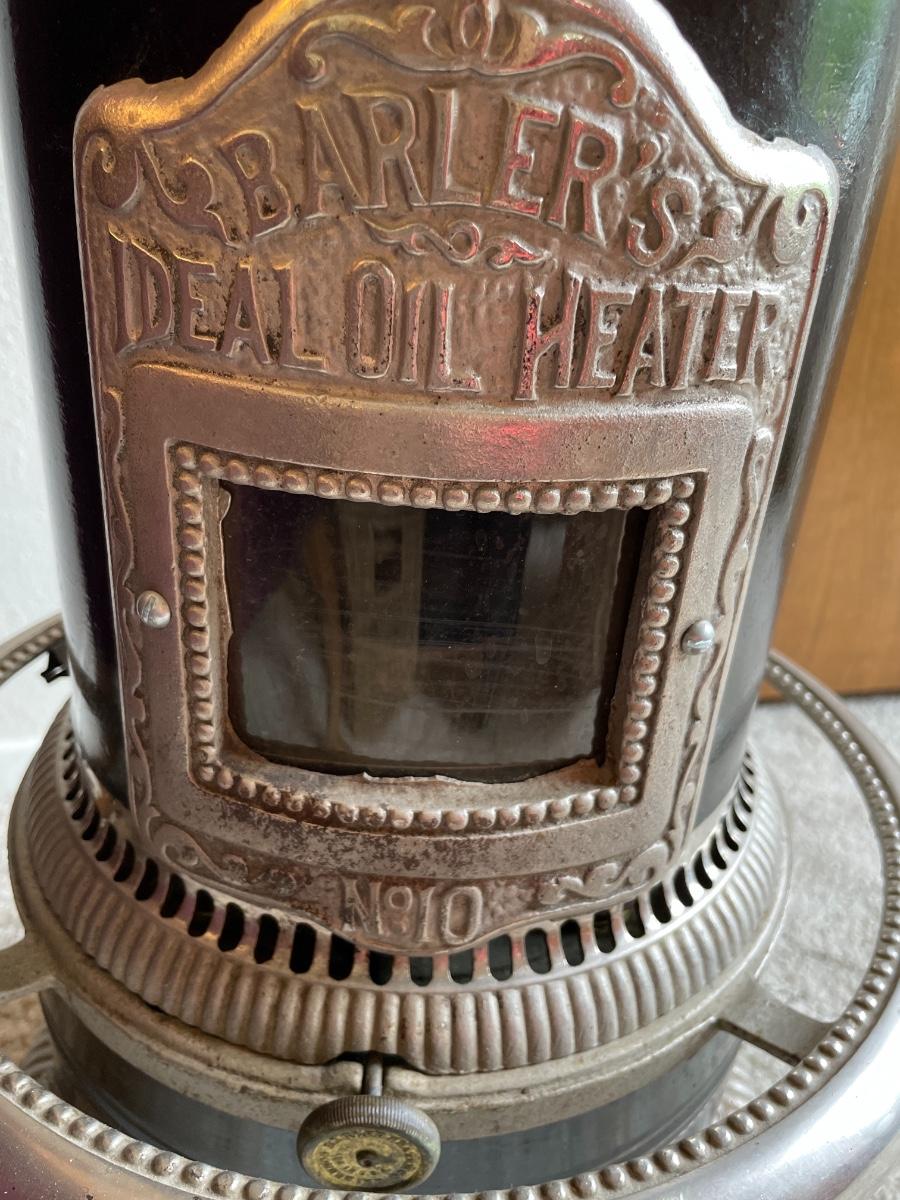 BARLER'S
IDEAL OIL HEATER
No10